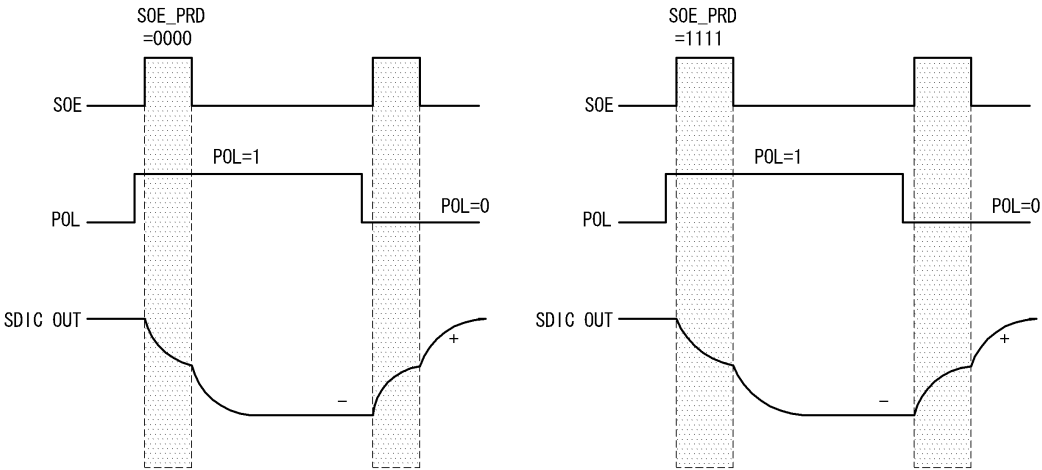 SOE_PRD
=0000
SOE_PRD
=1111
SOE
SOE
POL=1
POL=1
POL
POL=0
POL
POL=0
SDIC OUT
+
-
SDIC OUT
+
-